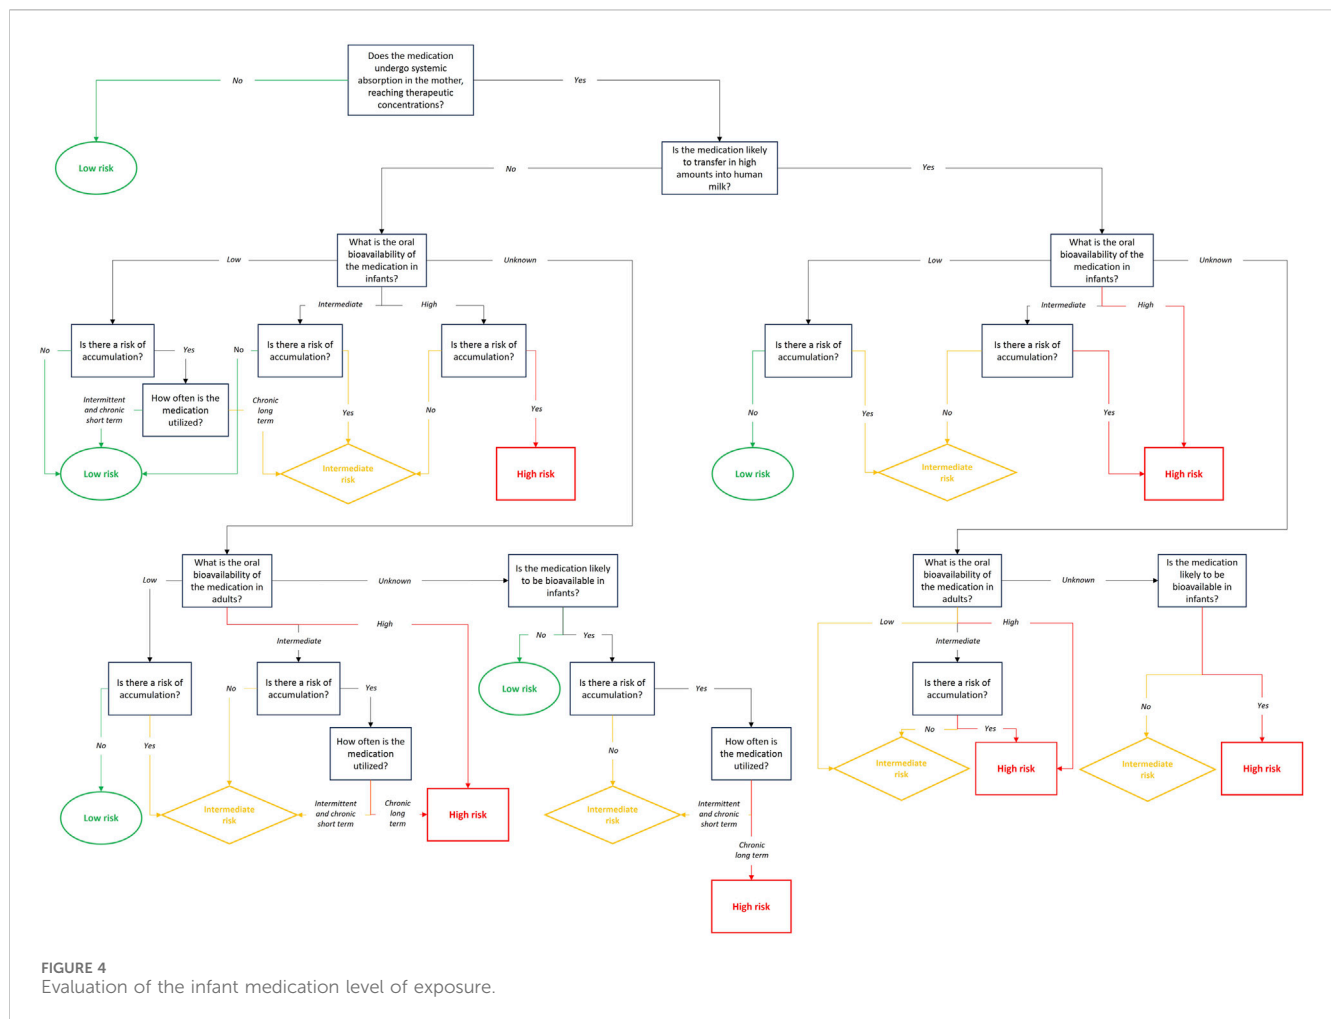 Does the medication
undergo systemic
absorption in the mother,
reaching therapeutic
concentrations?
No
Yes
Low risk
Is the medication likely
to transfer in high
amounts into human
milk?
No
Yes
What is the oral
bioavailability of
the medication in
infants?
Low
Unknown
Intermediate
High
Is there a risk of
accumulation?
No
Yes
Is there a risk of
accumulation?
No
Yes
Is there a risk of
accumulation?
No
Yes
How often is the
medication
utilized?
Intermittent
and chronic
short term
Chronic
long
term
Low risk
Intermediate
risk
High risk
What is the oral
bioavailability of the
medication in
infants?
Low
Unknown
Intermediate
High
Is there a risk of
accumulation?
No
Yes
Is there a risk of
accumulation?
No
Yes
Low risk
Intermediate
risk
High risk
What is the oral
bioavailability of
the medication in
adults?
Low
Unknown
High
Intermediate
Is the medication likely
to be bioavailable in
infants?
No
Yes
Low risk
Is there a risk of
accumulation?
No
Yes
Is there a risk of
accumulation?
No
Yes
How often is the
medication
utilized?
Intermittent
and chronic
short term
Chronic
long
term
Low risk
Intermediate
risk
High risk
Is there a risk of
accumulation?
No
Yes
How often is
the medication
utilized?
Intermittent
and chronic
short term
Chronic
long term
Intermediate
risk
High risk
What is the oral
bioavailability of
the medication in
adults?
Low
Unknown
High
Intermediate
Is there a risk of
accumulation?
No
Yes
Intermediate
risk
High risk
Is the medication
likely to be
bioavailable in
infants?
No
Yes
Intermediate
risk
High risk
FIGURE 4
Evaluation of the infant medication level of exposure.